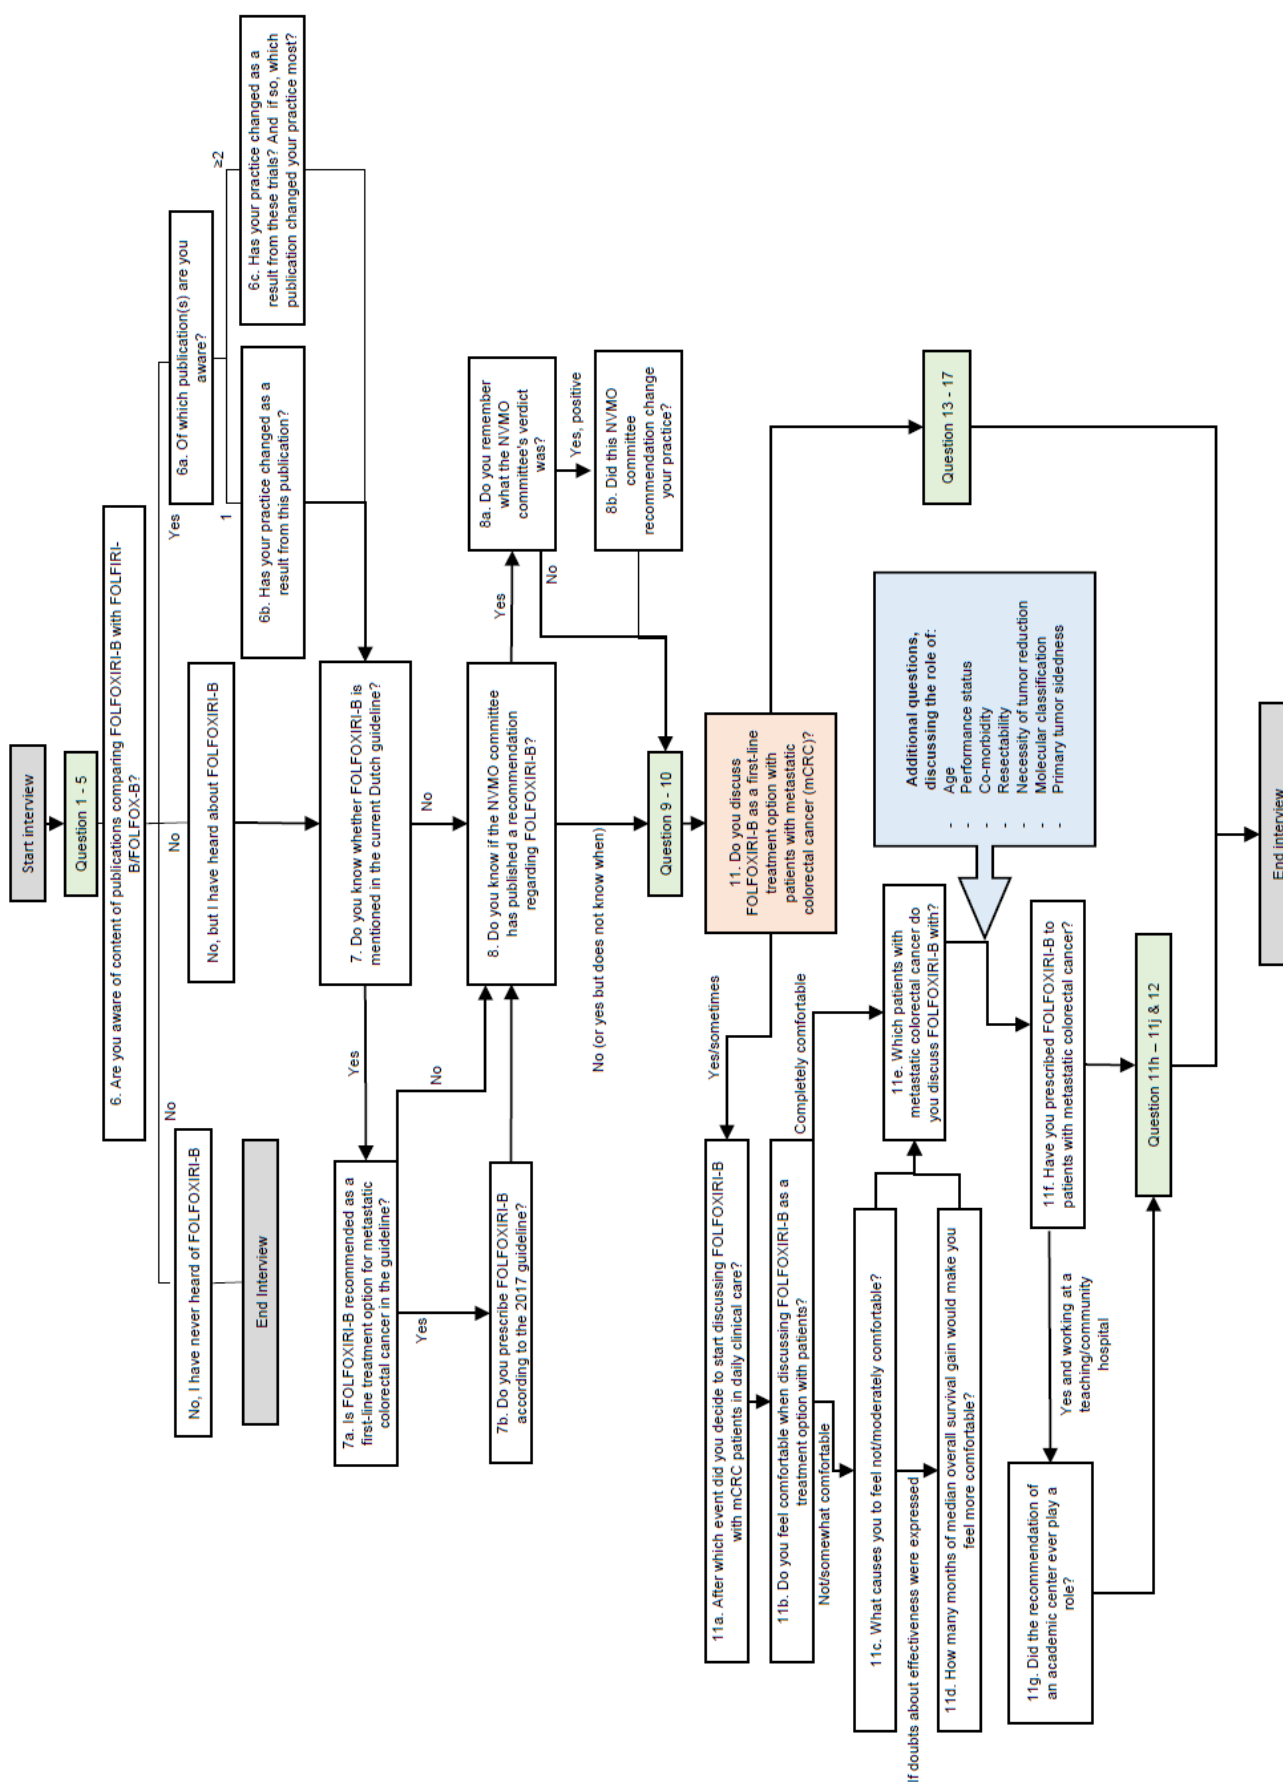 Start interview
Question 1 - 5
6. Are you aware of content of publications comparing FOLFOXIRI-B with FOLFIRI-
B/FOLFOX-B?
No
No
Yes
No, I have never heard of FOLFOXIRI-B
End Interview
No, but I have heard about FOLFOXIRI-B
6a. Of which publication(s) are you
aware?
1
≥2
6b. Has your practice changed as a
result from this publication?
6c. Has your practice changed as a
result from these trials? And if so, which
publication changed your practice most?
7. Do you know whether FOLFOXIRI-B is
mentioned in the current Dutch guideline?
Yes
No
7a. Is FOLFOXIRI-B recommended as a
first-line treatment option for metastatic
colorectal cancer in the guideline?
No
Yes
7b. Do you prescribe FOLFOXIRI-B
according to the 2017 guideline?
8. Do you know if the NVMO committee
has published a recommendation
regarding FOLFOXIRI-B?
Yes
No (or yes but does not know when)
8a. Do you remember
what the NVMO
committee's verdict
was?
No
Yes, positive
8b. Did this NVMO
committee
recommendation change
your practice?
Question 9 - 10
11. Do you discuss
FOLFOXIRI-B as a first-line
treatment option with
patients with metastatic
colorectal cancer (mCRC)?
Yes/sometimes
11a. After which event did you decide to start discussing FOLFOXIRI-B
with mCRC patients in daily clinical care?
11b. Do you feel comfortable when discussing FOLFOXIRI-B as a
treatment option with patients?
Not/somewhat comfortable
Completely comfortable
11c. What causes you to feel not/moderately comfortable?
If doubts about effectiveness were expressed
11d. How many months of median overall survival gain would make you
feel more comfortable?
11e. Which patients with
metastatic colorectal cancer do
you discuss FOLFOXIRI-B with?
Additional questions,
discussing the role of:
- Age
- Performance status
- Co-morbidity
- Resectability
- Necessity of tumor reduction
- Molecular classification
- Primary tumor sidedness
11f. Have you prescribed FOLFOXIRI-B to
patients with metastatic colorectal cancer?
Yes and working at a
teaching/community
hospital
11g. Did the recommendation of
an academic center ever play a
role?
Question 11h – 11j & 12
Question 13 - 17
End interview